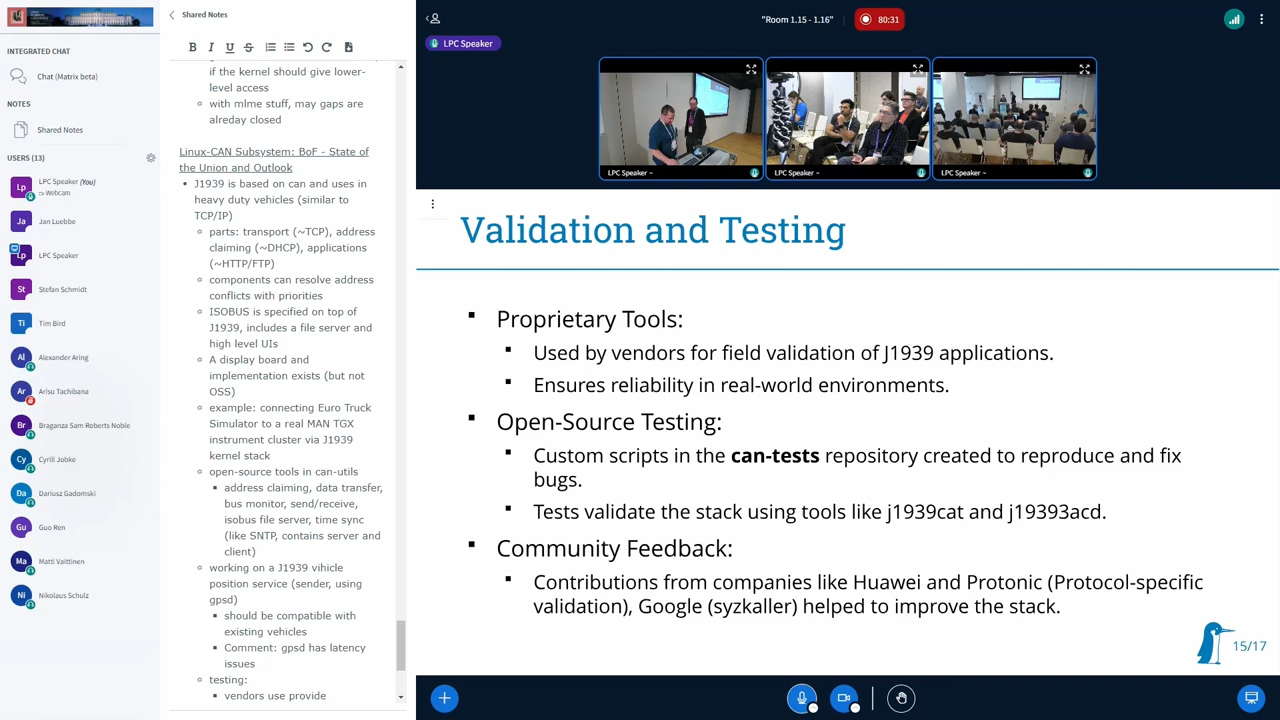 INTEGRATED CHAT
Chat (Matrix beta)
NOTES
Shared Notes
USERS (13)
Lp LPC Speaker (You)
Webcam
Ja Jan Luebbe
Lp LPC Speaker
St Stefan Schmidt
Ti Tim Bird
Al Alexander Aring
Ar Arisu Tachibana
Br Braganza Sam Roberts Noble
Cy Cyrill Jobke
Da Dariusz Gadomski
Gu Guo Ren
Ma Matti Vaittinen
Ni Nikolaus Schulz
Shared Notes
B I U S
if the kernel should give lower-
level access
with mlme stuff, may gaps are
alreday closed
Linux-CAN Subsystem: BoF - State of
the Union and Outlook
J1939 is based on can and uses in
heavy duty vehicles (similar to
TCP/IP)
parts: transport (~TCP), address
claiming (~DHCP), applications
(~HTTP/FTP)
components can resolve address
conflicts with priorities
ISOBUS is specified on top of
J1939, includes a file server and
high level UIs
A display board and
implementation exists (but not
OSS)
example: connecting Euro Truck
Simulator to a real MAN TGX
instrument cluster via J1939
kernel stack
open-source tools in can-utils
address claiming, data transfer,
bus monitor, send/receive,
isobus file server, time sync
(like SNTP, contains server and
client)
working on a J1939 vihicle
position service (sender, using
gpsd)
should be compatible with
existing vehicles
Comment: gpsd has latency
issues
testing:
vendors use provide
"Room 1.15 - 1.16"
80:31
LPC Speaker
LPC Speaker
LPC Speaker
LPC Speaker
Validation and Testing
Proprietary Tools:
Used by vendors for field validation of J1939 applications.
Ensures reliability in real-world environments.
Open-Source Testing:
Custom scripts in the can-tests repository created to reproduce and fix
bugs.
Tests validate the stack using tools like j1939cat and j19393acd.
Community Feedback:
Contributions from companies like Huawei and Protonic (Protocol-specific
validation), Google (syzkaller) helped to improve the stack.
15/17